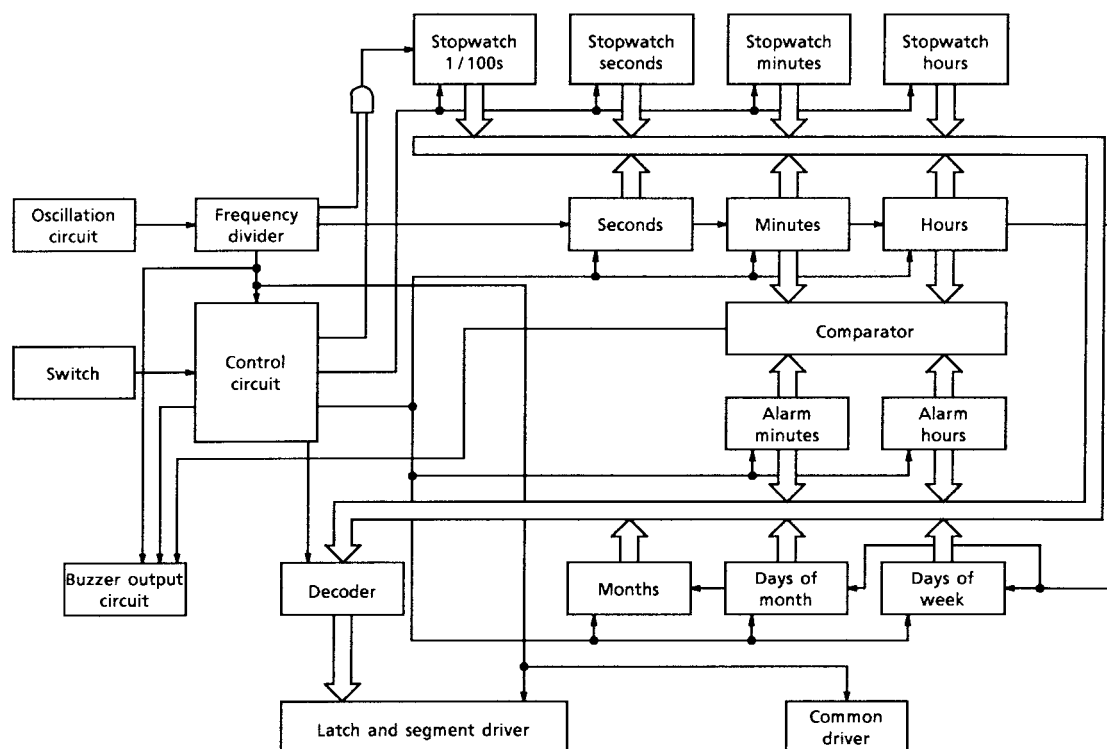 Stopwatch
1 / 100s
Stopwatch
seconds
Stopwatch
minutes
Stopwatch
hours
Oscillation
circuit
Frequency
divider
Seconds
Minutes
Hours
Switch
Control
circuit
Comparator
Alarm
minutes
Alarm
hours
Buzzer output
circuit
Decoder
Months
Days of
month
Days of
week
Latch and segment driver
Common
driver